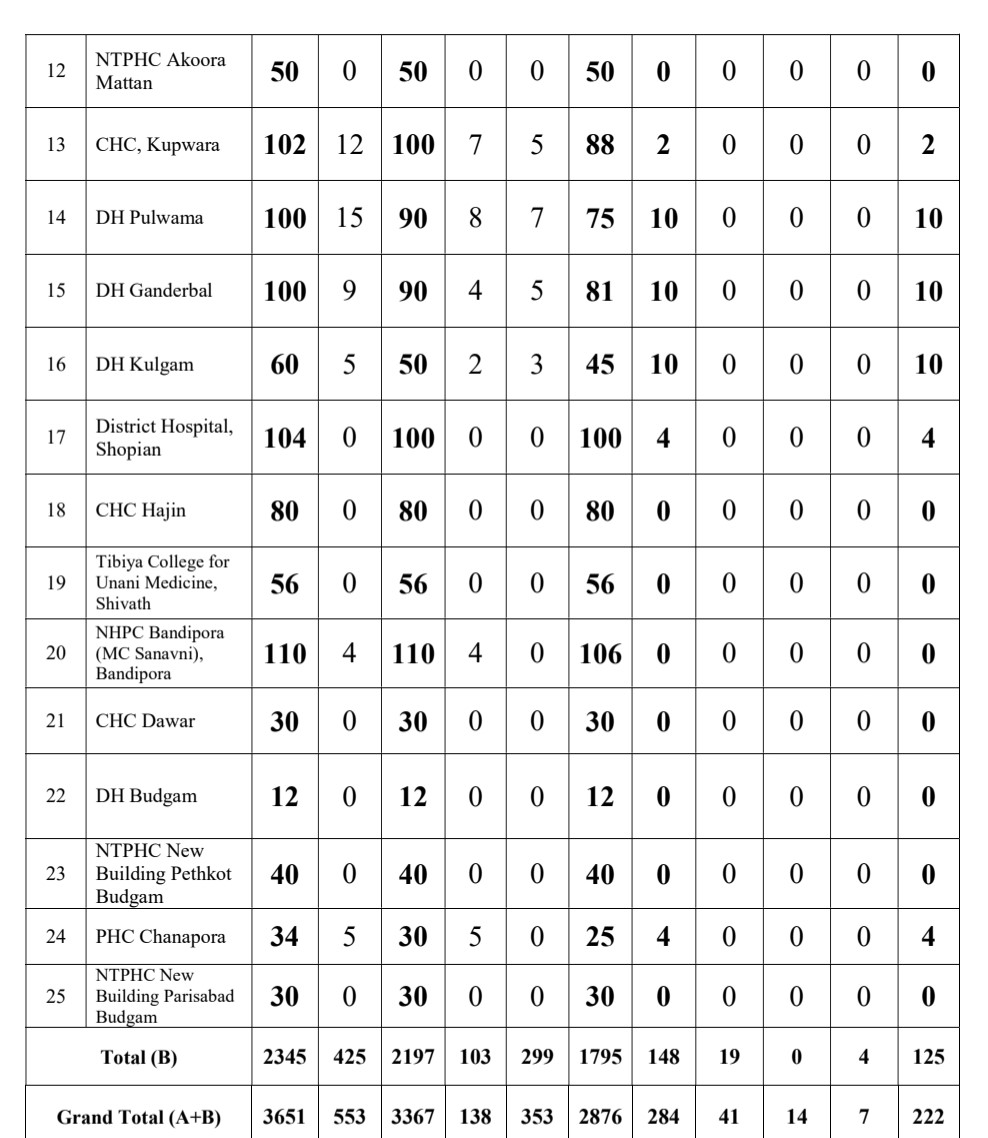 12 NTPHC Akoora Mattan 50 0 50 0 0 50 0 0 0 0 0
13 CHC, Kupwara 102 12 100 7 5 88 2 0 0 0 2
14 DH Pulwama 100 15 90 8 7 75 10 0 0 0 10
15 DH Ganderbal 100 9 90 4 5 81 10 0 0 0 10
16 DH Kulgam 60 5 50 2 3 45 10 0 0 0 10
17 District Hospital, Shopian 104 0 100 0 0 100 4 0 0 0 4
18 CHC Hajin 80 0 80 0 0 80 0 0 0 0 0
19 Tibiya College for Unani Medicine, Shivath 56 0 56 0 0 56 0 0 0 0 0
20 NHPC Bandipora (MC Sanavni), Bandipora 110 4 110 4 0 106 0 0 0 0 0
21 CHC Dawar 30 0 30 0 0 30 0 0 0 0 0
22 DH Budgam 12 0 12 0 0 12 0 0 0 0 0
23 NTPHC New Building Pethkot Budgam 40 0 40 0 0 40 0 0 0 0 0
24 PHC Chanapora 34 5 30 5 0 25 4 0 0 0 4
25 NTPHC New Building Parisabad Budgam 30 0 30 0 0 30 0 0 0 0 0
Total (B) 2345 425 2197 103 299 1795 148 19 0 4 125
Grand Total (A+B) 3651 553 3367 138 353 2876 284 41 14 7 222